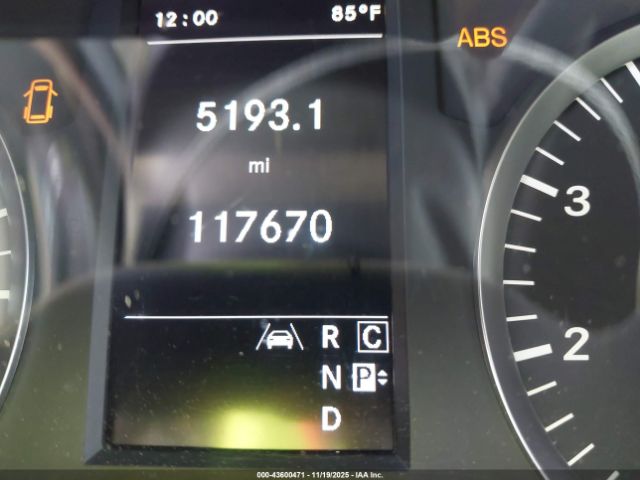 12:00 85°F
ABS
5193.1
mi
117670
3
R C
N P
D
2
000-43600471 - 11/19/2025 - IAA Inc.